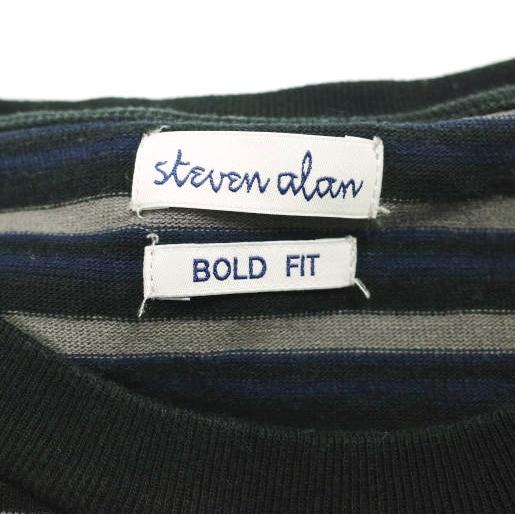 steven alan
BOLD FIT